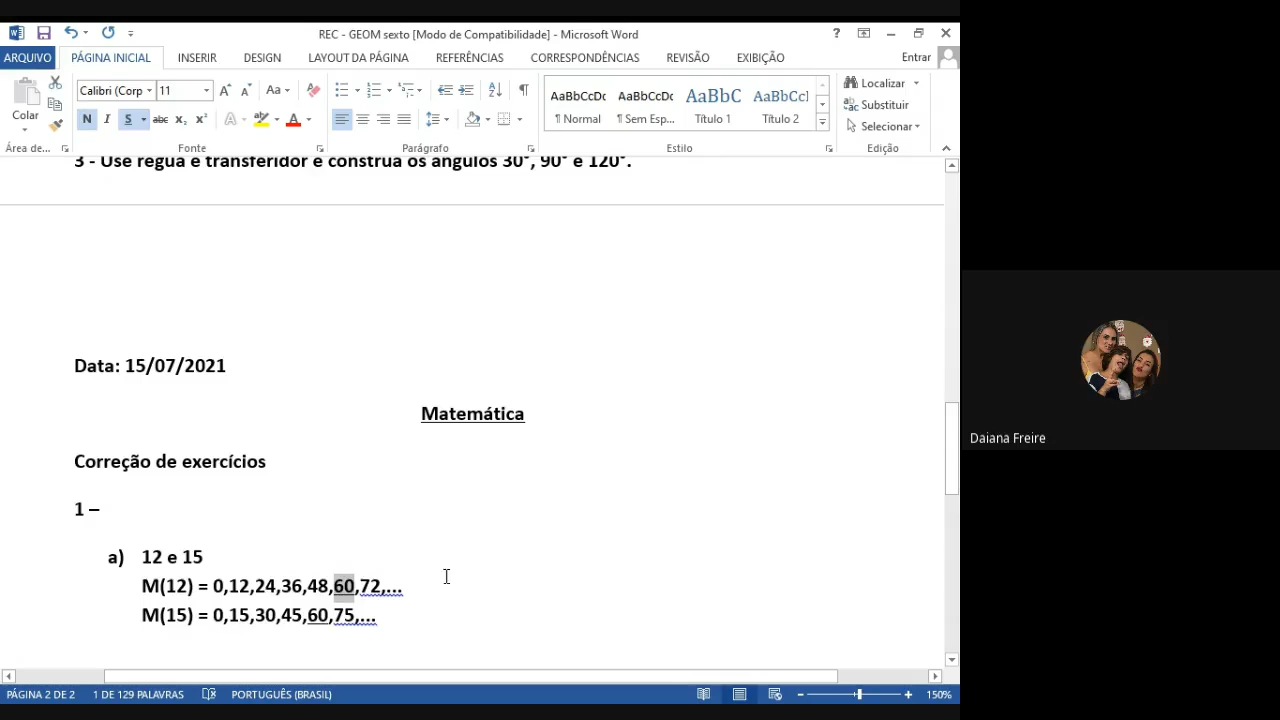 REC - GEOM sexto [Modo de Compatibilidade] - Microsoft Word
?
ARQUIVO PÁGINA INICIAL INSERIR DESIGN LAYOUT DA PÁGINA REFERÊNCIAS CORRESPONDÊNCIAS REVISÃO EXIBIÇÃO Entrar
Colar
Calibri (Corp 11
Aa
N I S abc x₂ x²
A
AaBbCcDc AaBbCcDc AaBbC AaBbCcl
¶ Normal ¶ Sem Esp... Título 1 Título 2
Localizar
Substituir
Selecionar
Área de... Fonte Parágrafo Estilo Edição
3 - Use régua e transferidor e construa os ângulos 30°, 90° e 120°.
Data: 15/07/2021
Matemática
Correção de exercícios
1 –
a) 12 e 15
M(12) = 0,12,24,36,48,60,72,...
M(15) = 0,15,30,45,60,75,...
Daiana Freire
PÁGINA 2 DE 2 1 DE 129 PALAVRAS PORTUGUÊS (BRASIL) 150%